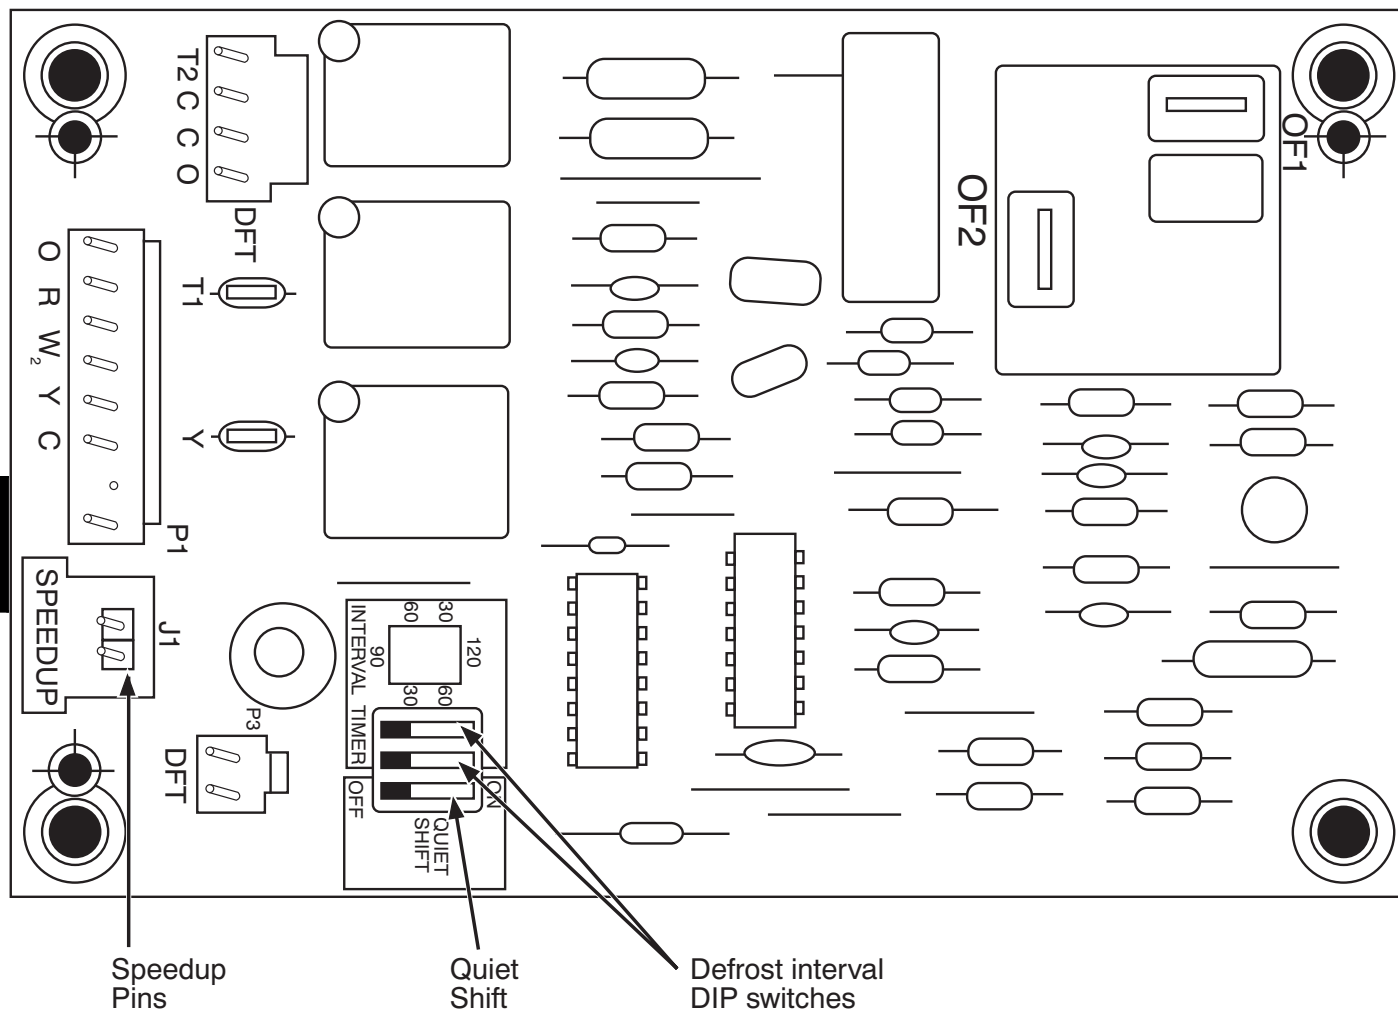 T2
C
C
O
DFT
OF1
OF2
O
R
W2
Y
C
T1
Y
P1
SPEEDUP
J1
INTERVAL TIMER
60
30
120
90
30
60
P3
DFT
OFF
ON
QUIET
SHIFT
Speedup
Pins
Quiet
Shift
Defrost interval
DIP switches